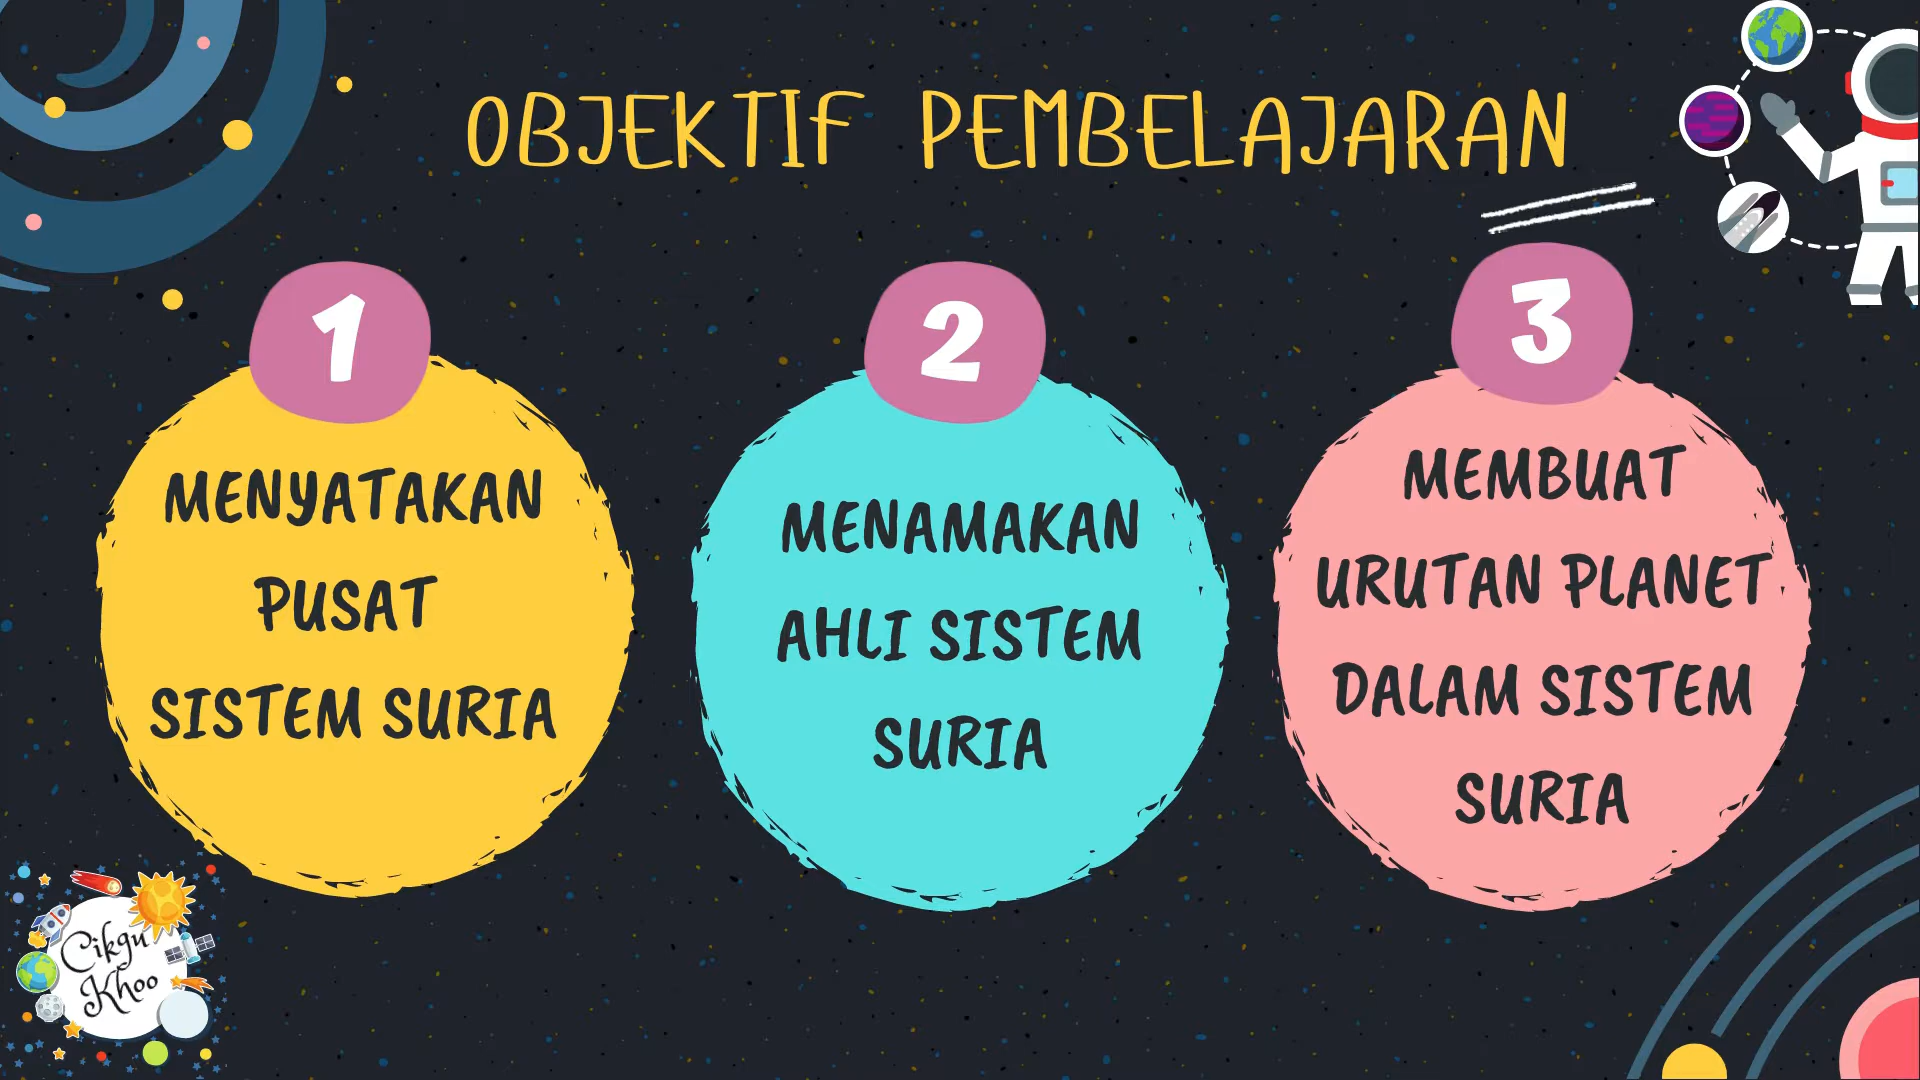 OBJEKTIF PEMBELAJARAN
1
MENYATAKAN
PUSAT
SISTEM SURIA
2
MENAMAKAN
AHLI SISTEM
SURIA
3
MEMBUAT
URUTAN PLANET
DALAM SISTEM
SURIA
Cikgu
Khoo